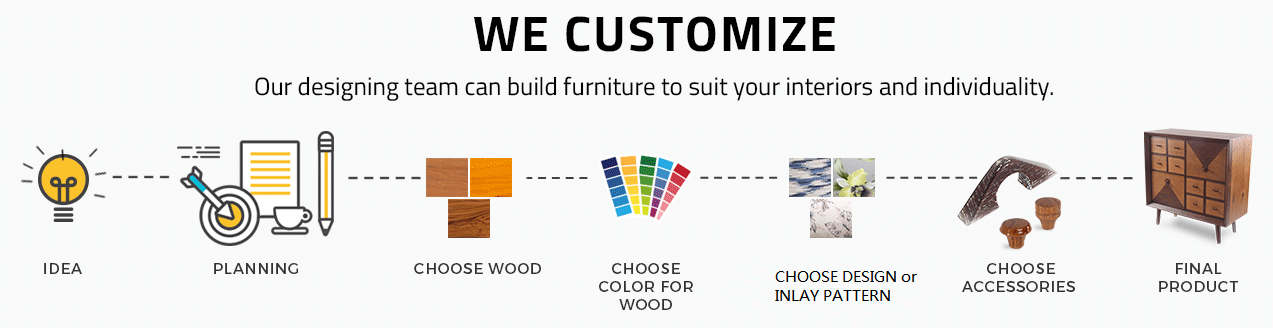 WE CUSTOMIZE
Our designing team can build furniture to suit your interiors and individuality.
IDEA
PLANNING
CHOOSE WOOD
CHOOSE
COLOR FOR
WOOD
CHOOSE DESIGN or
INLAY PATTERN
CHOOSE
ACCESSORIES
FINAL
PRODUCT